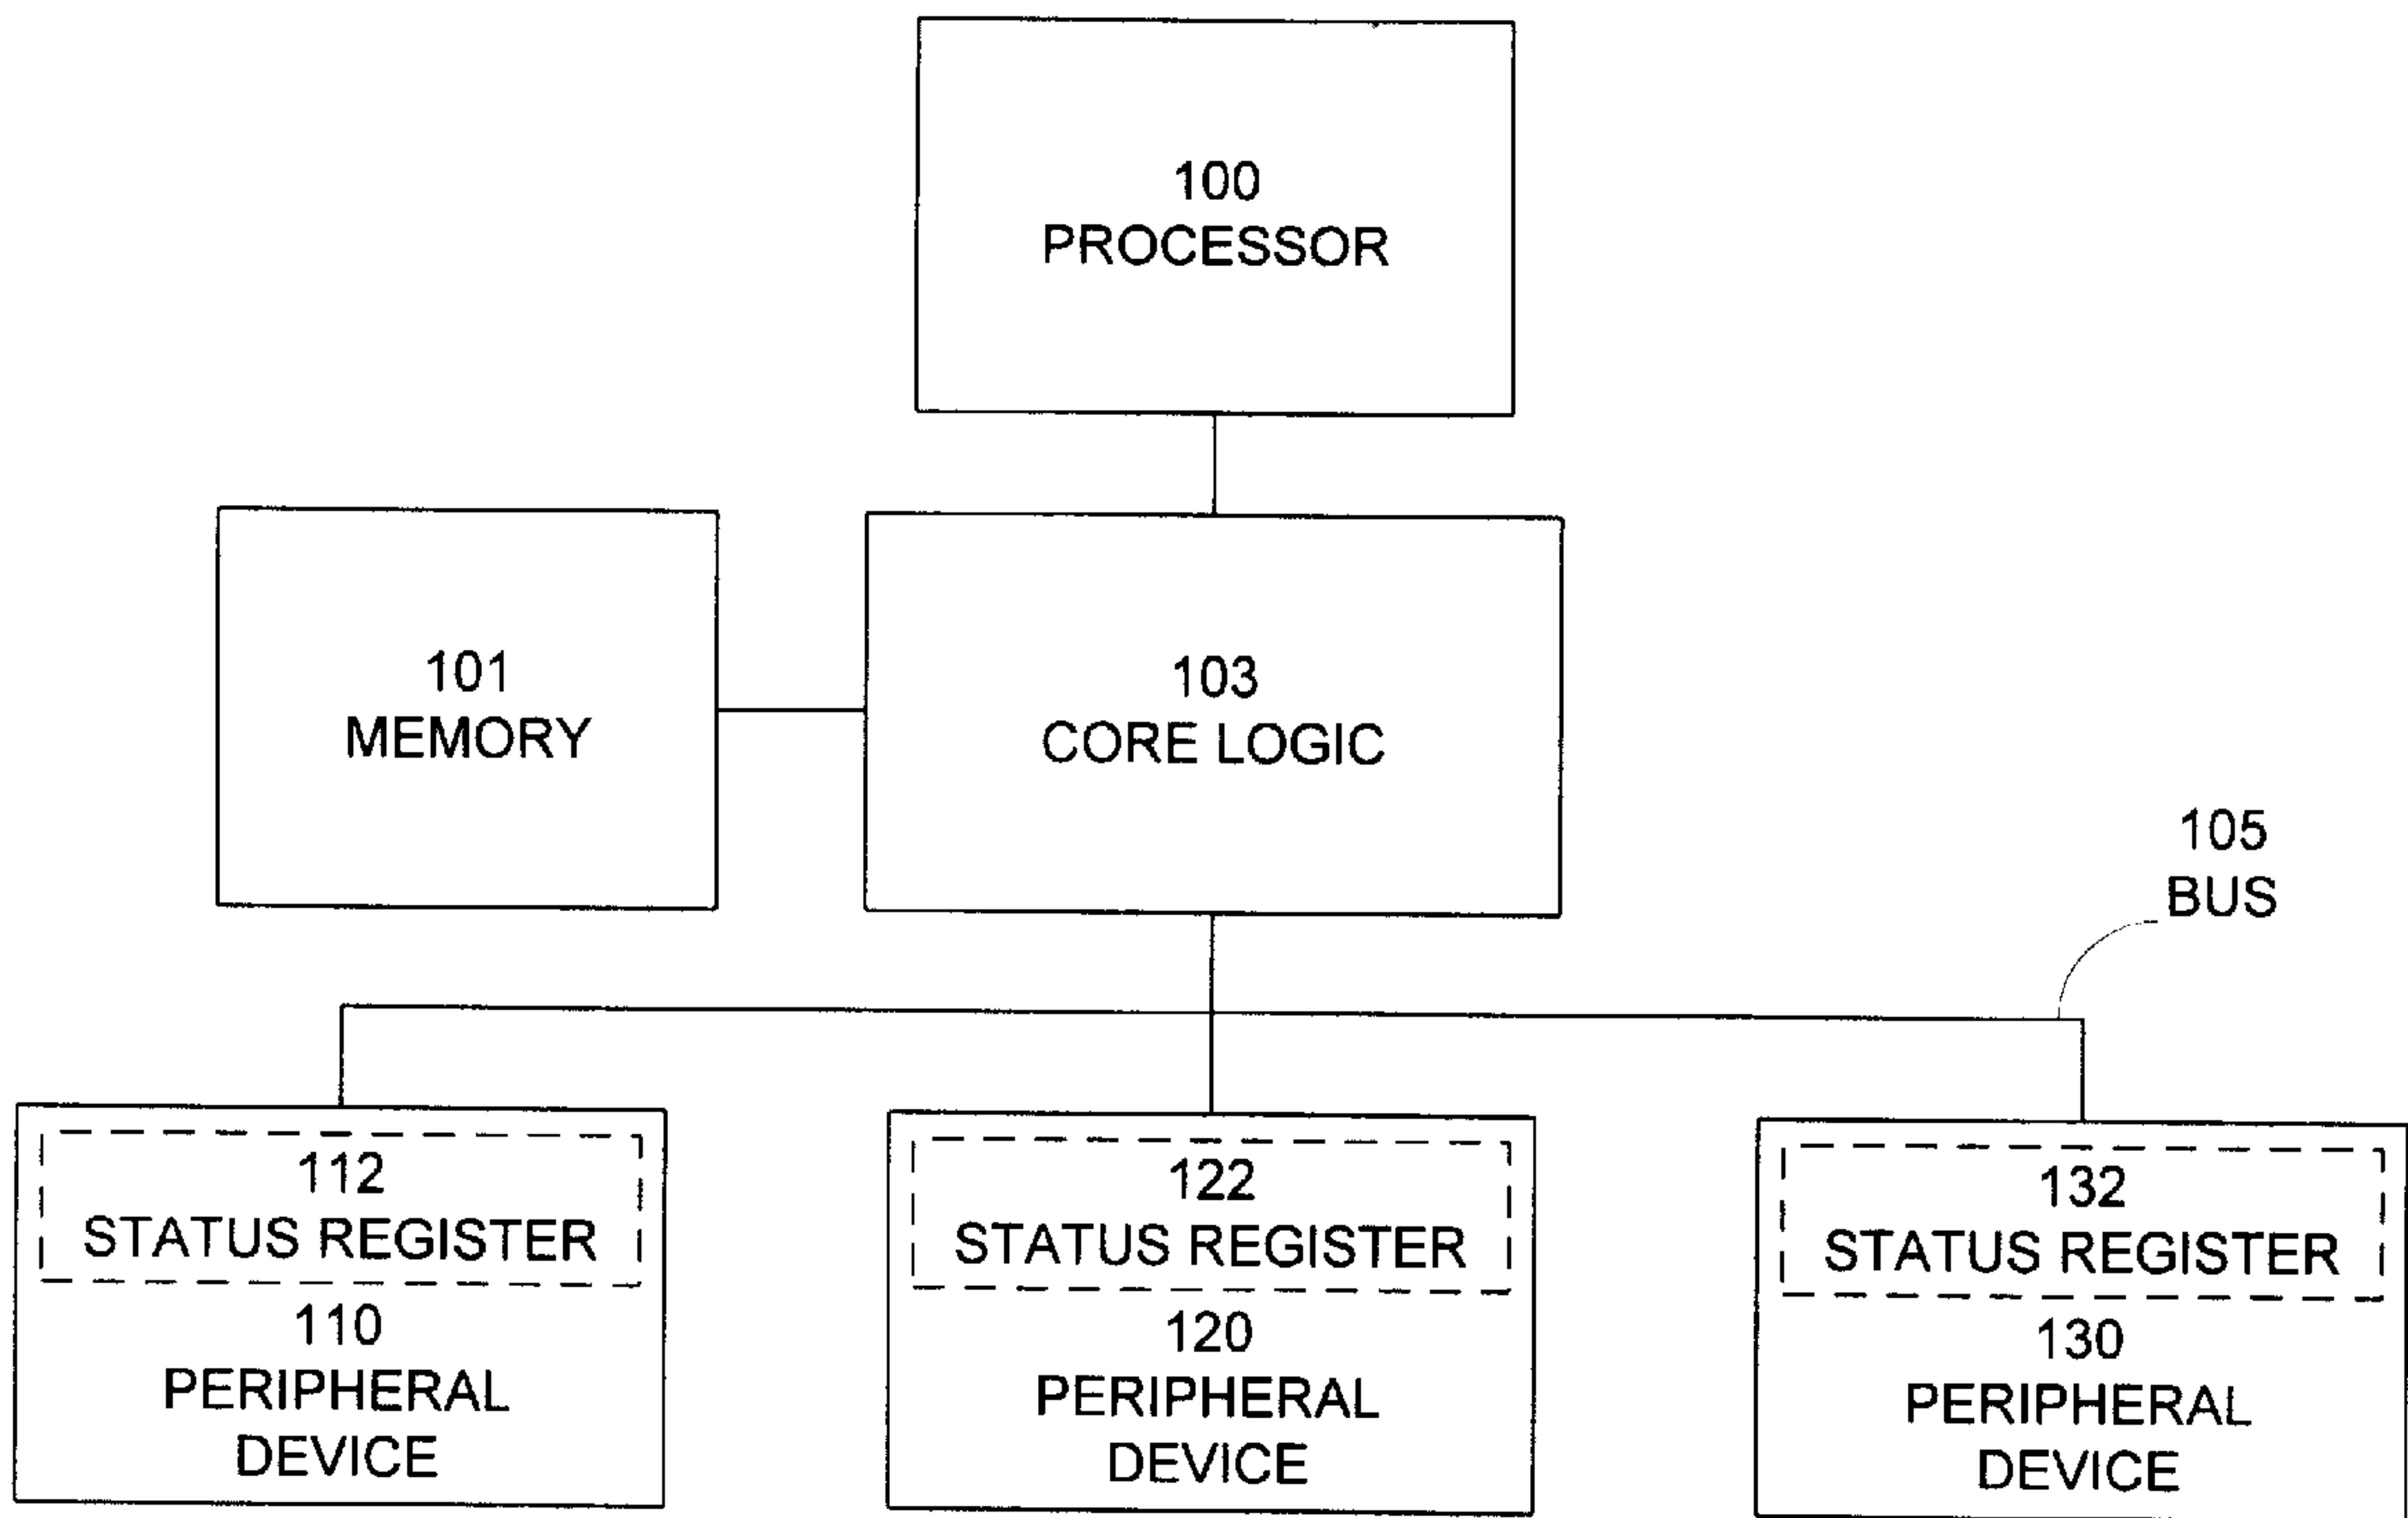 100
PROCESSOR
101
MEMORY
103
CORE LOGIC
105
BUS
112
STATUS REGISTER
110
PERIPHERAL
DEVICE
122
STATUS REGISTER
120
PERIPHERAL
DEVICE
132
STATUS REGISTER
130
PERIPHERAL
DEVICE